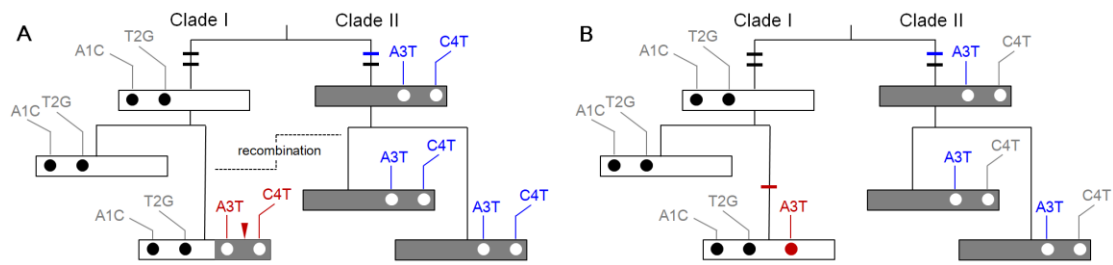 A
Clade I
Clade II
A1C
T2G
A3T
C4T
A1C
T2G
recombination
A3T
C4T
A1C
T2G
A3T
C4T
A3T
C4T
B
Clade I
Clade II
A1C
T2G
A3T
C4T
A1C
T2G
A3T
C4T
A1C
T2G
A3T
A3T
C4T